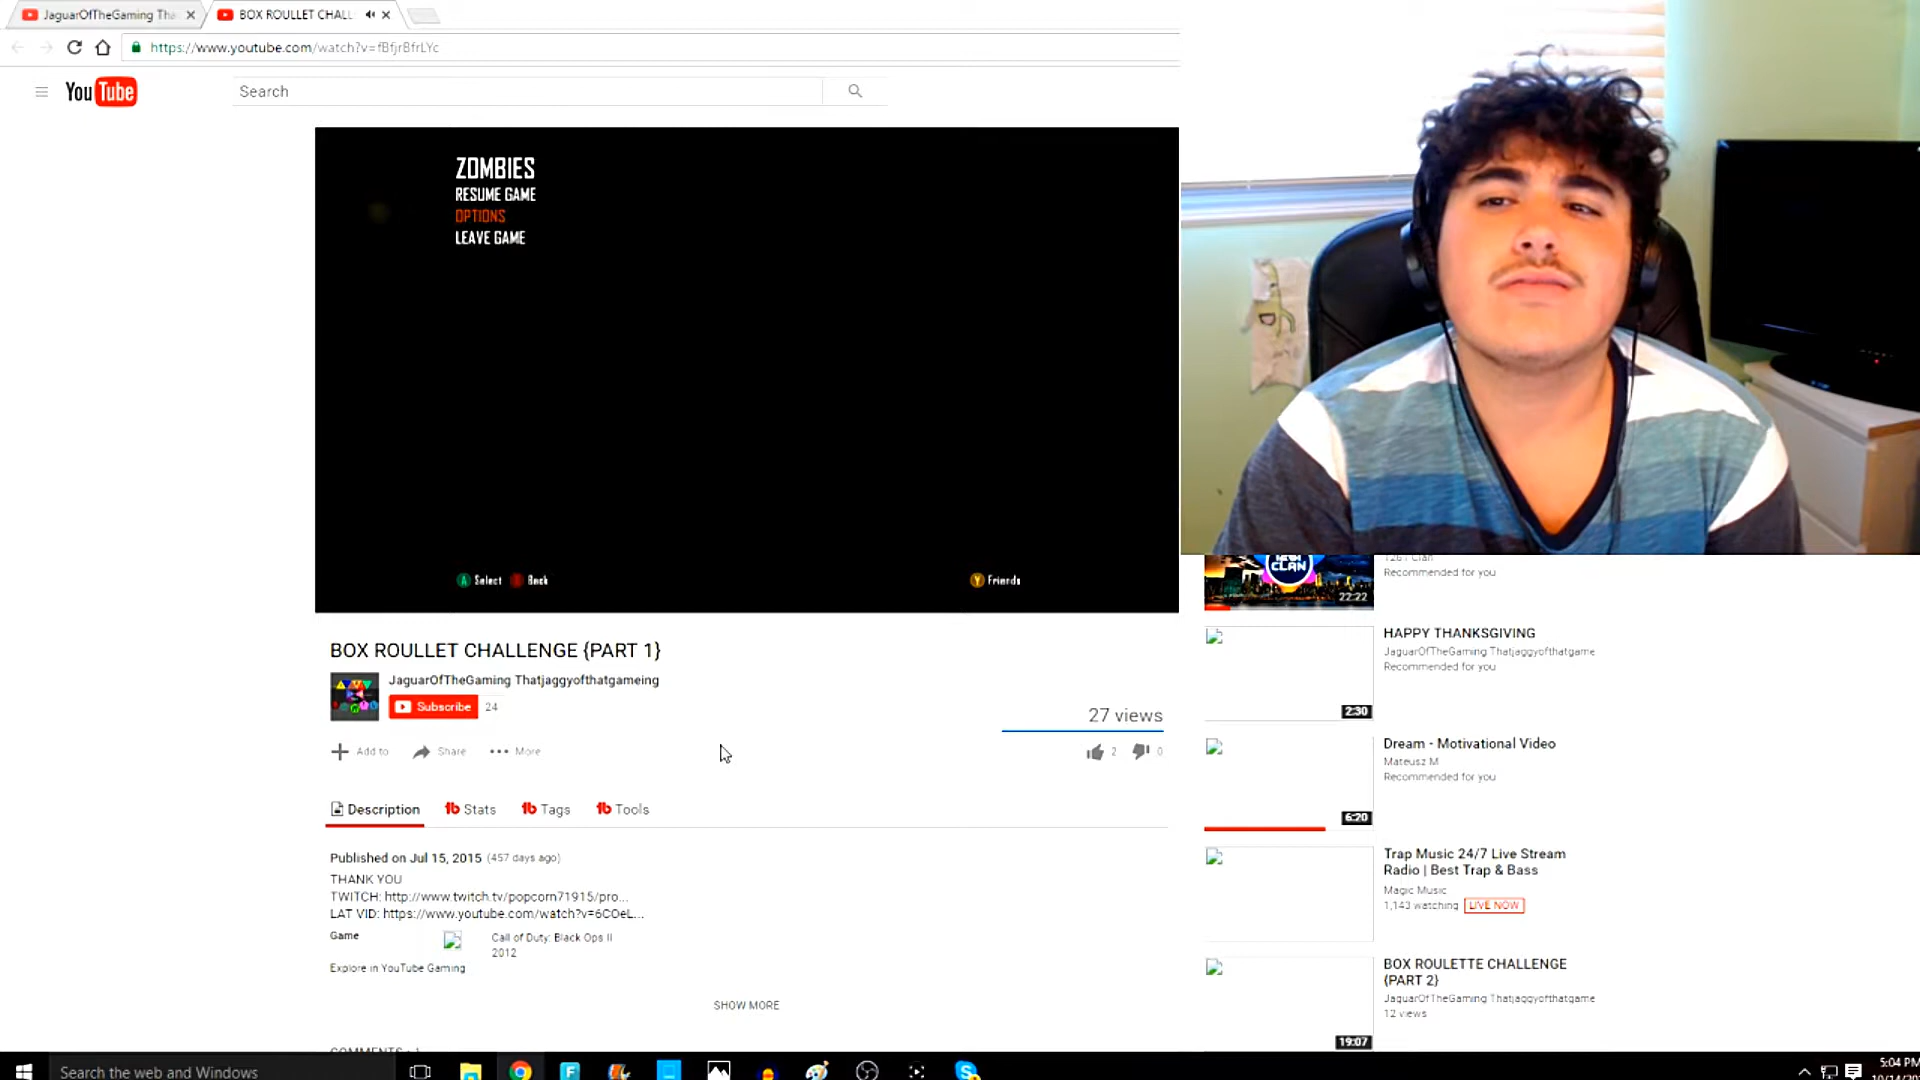 JaguarOfTheGaming Tha
BOX ROULLET CHALL
https://www.youtube.com/watch?v=fBfjrBfrLYc
YouTube
Search
ZOMBIES
RESUME GAME
OPTIONS
LEAVE GAME
A Select Back
Y Friends
BOX ROULLET CHALLENGE {PART 1}
JaguarOfTheGaming Thatjaggyofthatgameing
Subscribe 24
27 views
Add to Share More
2 0
Description Stats Tags Tools
Published on Jul 15, 2015 (457 days ago)
THANK YOU
TWITCH: http://www.twitch.tv/popcorn71915/pro...
LAT VID: https://www.youtube.com/watch?v=6COeL...
Game
Call of Duty: Black Ops II
2012
Explore in YouTube Gaming
SHOW MORE
COMMENTS • 1
CLAN
22:22
Recommended for you
HAPPY THANKSGIVING
JaguarOfTheGaming Thatjaggyofthatgame
Recommended for you
2:30
Dream - Motivational Video
Mateusz M
Recommended for you
6:20
Trap Music 24/7 Live Stream
Radio | Best Trap & Bass
Magic Music
1,143 watching LIVE NOW
BOX ROULETTE CHALLENGE
{PART 2}
JaguarOfTheGaming Thatjaggyofthatgame
12 views
19:07
Search the web and Windows
5:04 PM